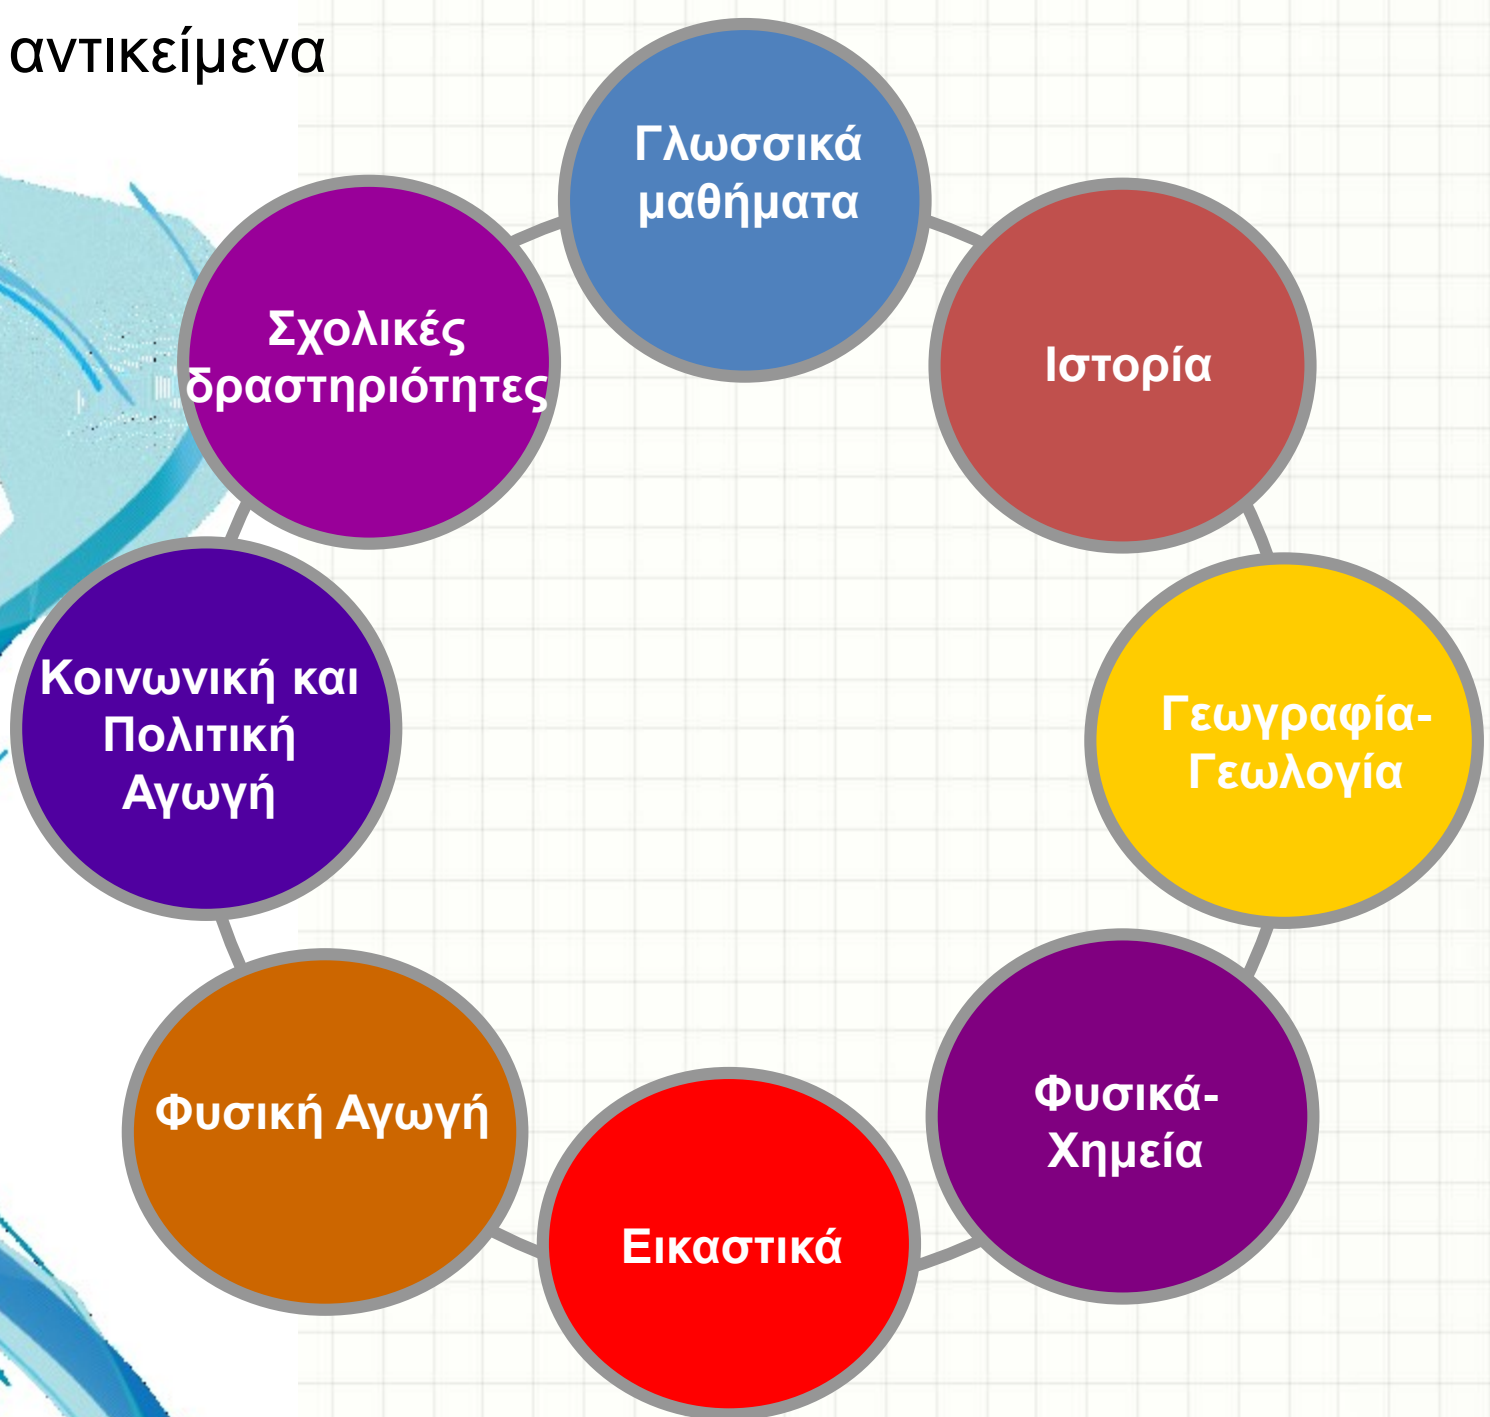 αντικείμενα
Γλωσσικά
μαθήματα
Ιστορία
Γεωγραφία-
Γεωλογία
Φυσικά-
Χημεία
Εικαστικά
Φυσική Αγωγή
Κοινωνική και
Πολιτική
Αγωγή
Σχολικές
δραστηριότητες